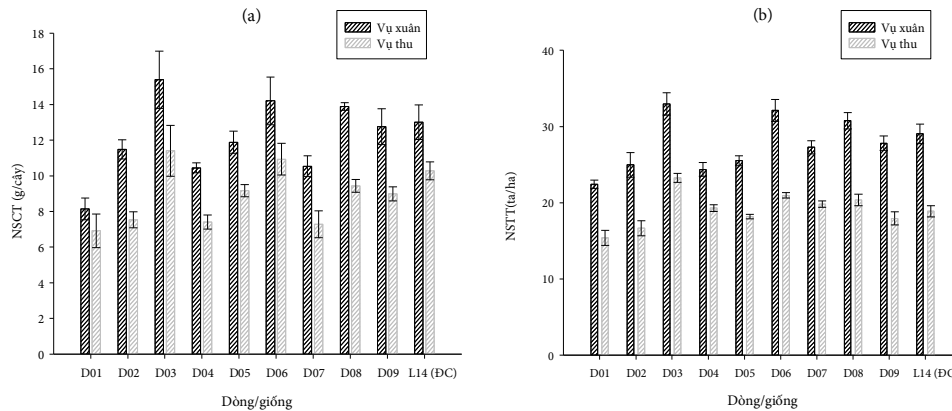 (a)
Vụ xuân
Vụ thu
NSCT (g/cây)
18
16
14
12
10
8
6
4
2
0
D01 D02 D03 D04 D05 D06 D07 D08 D09 L14 (ĐC)
Dòng/giống
(b)
Vụ xuân
Vụ thu
NSTT(tạ/ha)
40
30
20
10
0
D01 D02 D03 D04 D05 D06 D07 D08 D09 L14 (ĐC
Dòng/giống